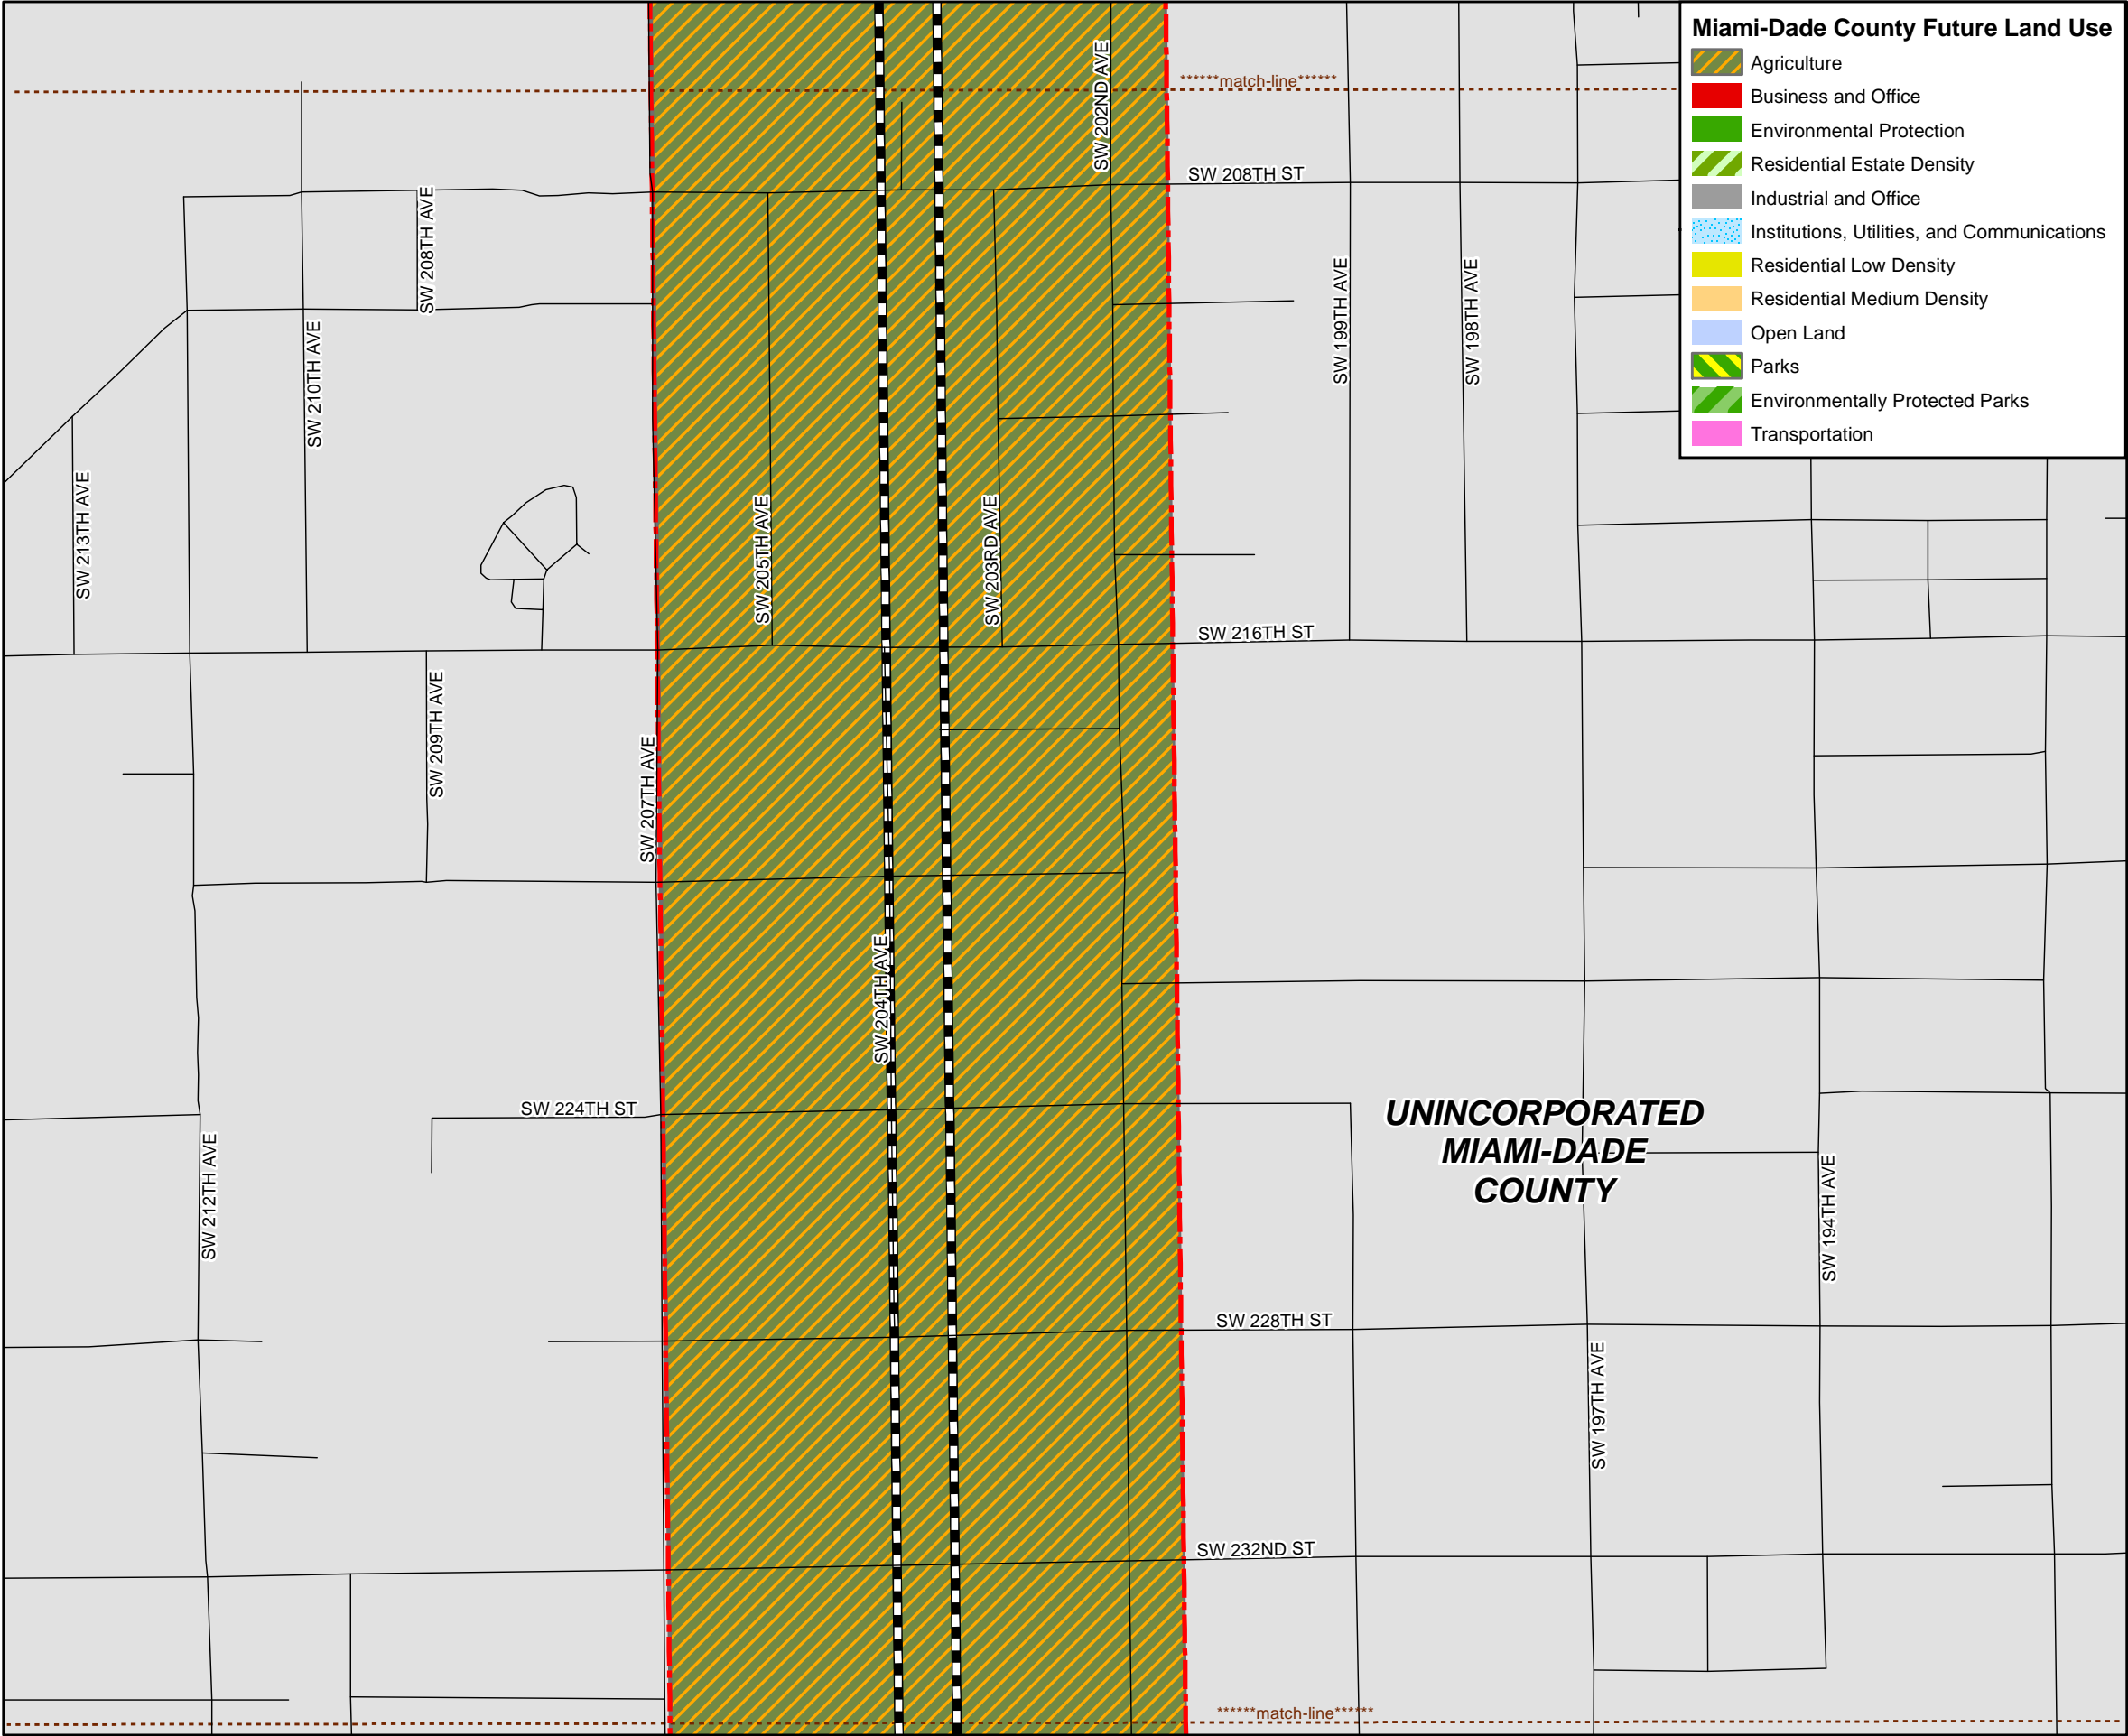 Miami-Dade County Future Land Use
Agriculture
Business and Office
Environmental Protection
Residential Estate Density
Industrial and Office
Institutions, Utilities, and Communications
Residential Low Density
Residential Medium Density
Open Land
Parks
Environmentally Protected Parks
Transportation
******match-line******
SW 202ND AVE
SW 208TH ST
SW 208TH AVE
SW 199TH AVE
SW 198TH AVE
SW 210TH AVE
SW 213TH AVE
SW 205TH AVE
SW 203RD AVE
SW 216TH ST
SW 209TH AVE
SW 207TH AVE
SW 204TH AVE
SW 224TH ST
UNINCORPORATED
MIAMI-DADE
COUNTY
SW 212TH AVE
SW 194TH AVE
SW 228TH ST
SW 197TH AVE
SW 232ND ST
******match-line******